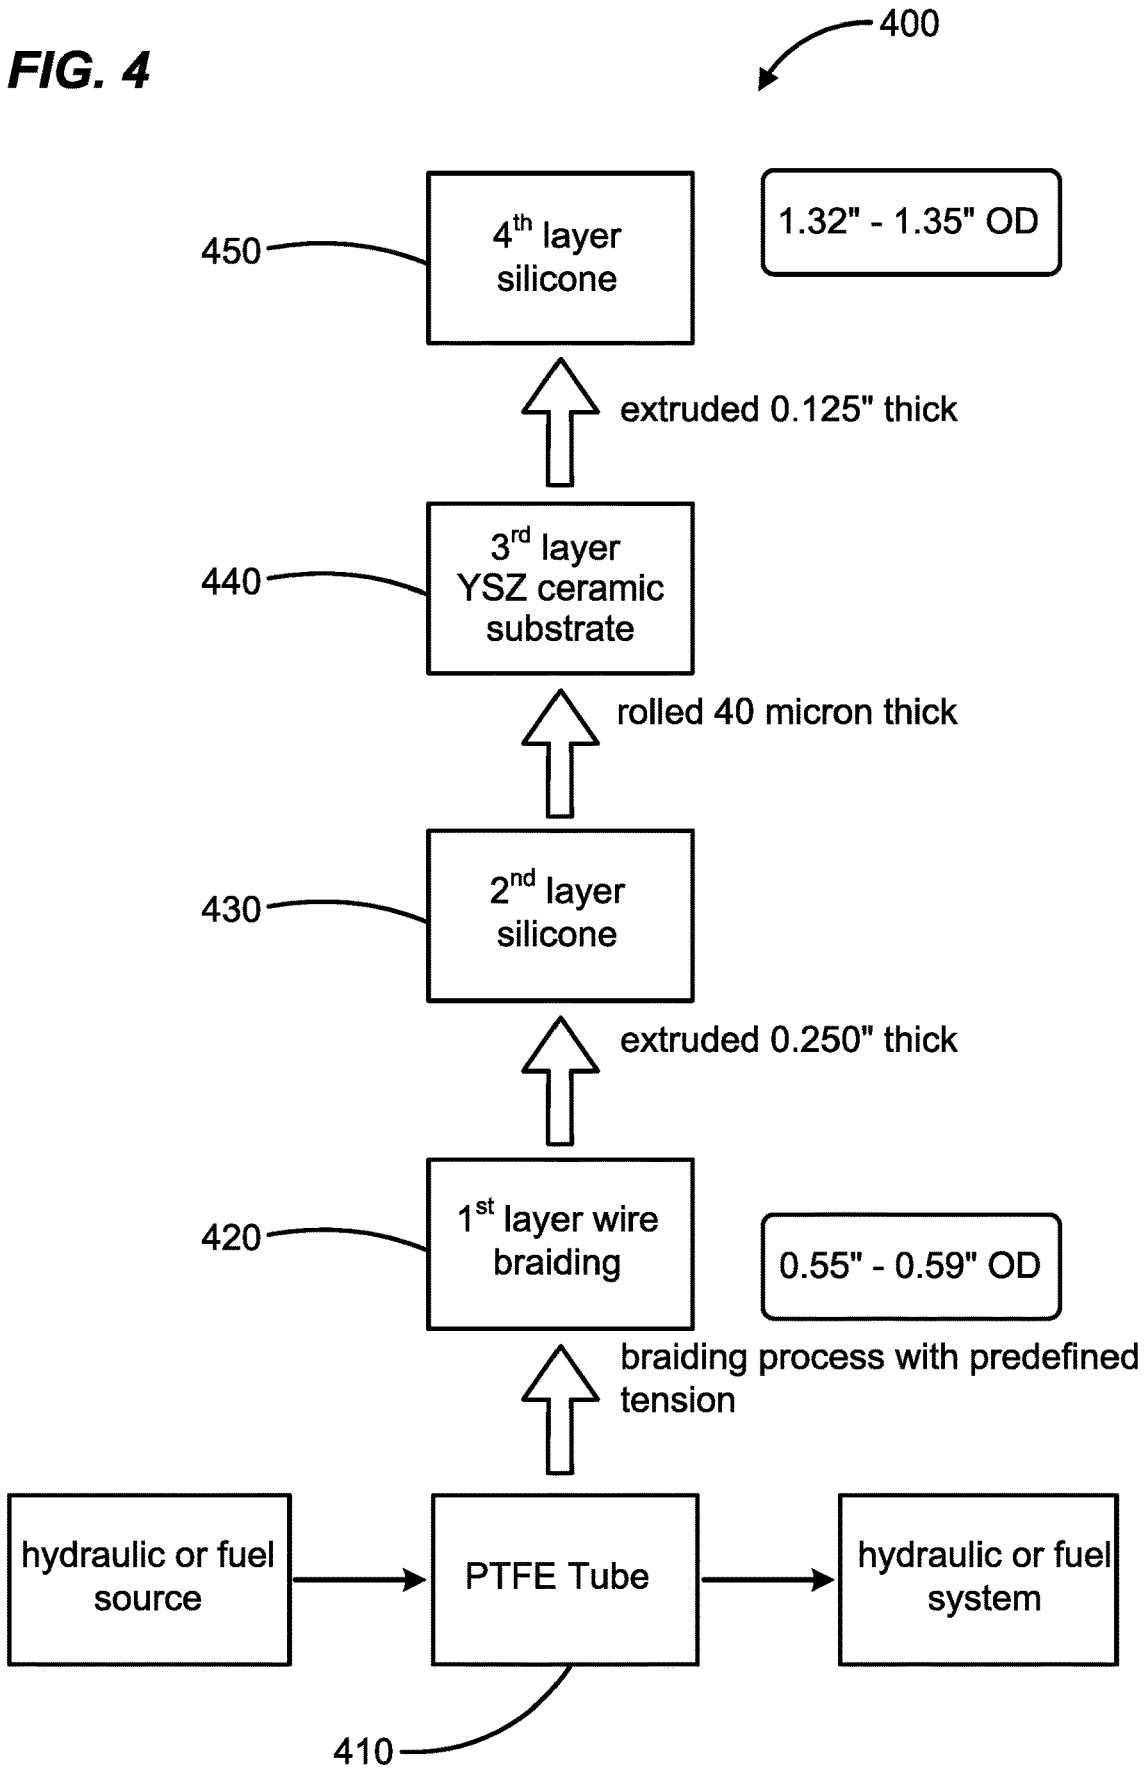 400
FIG. 4
4th layer
silicone
1.32" - 1.35" OD
450
extruded 0.125" thick
3rd layer
YSZ ceramic
substrate
440
rolled 40 micron thick
2nd layer
silicone
430
extruded 0.250" thick
1st layer wire
braiding
420
0.55" - 0.59" OD
braiding process with predefined
tension
hydraulic or fuel
source
PTFE Tube
hydraulic or fuel
system
410